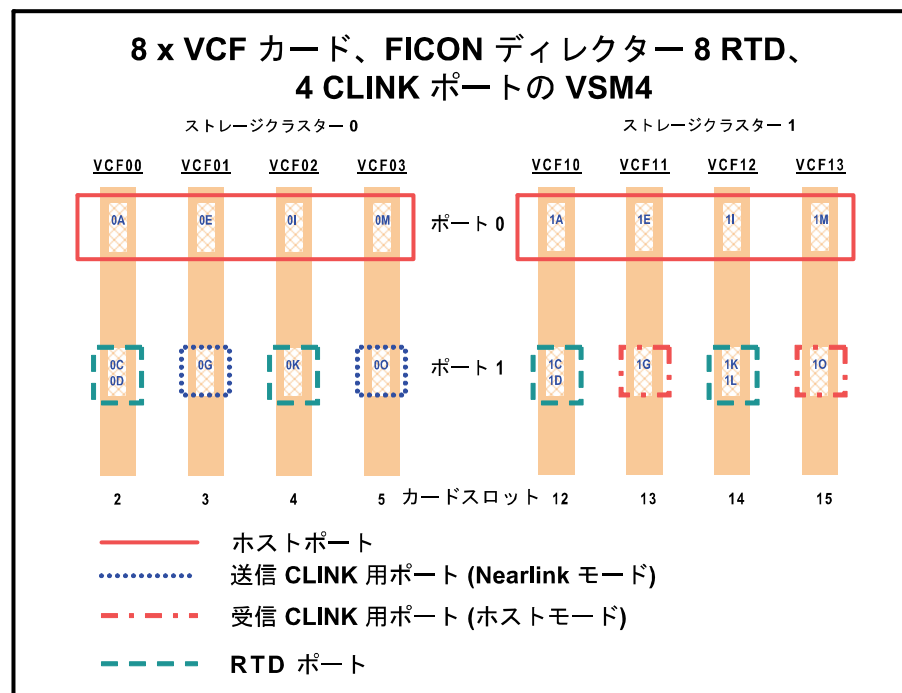 8 x VCF カード、FICON ディレクター 8 RTD、
4 CLINK ポートの VSM4
ストレージクラスター 0
ストレージクラスター 1
VCF00 VCF01 VCF02 VCF03 VCF10 VCF11 VCF12 VCF13
0A 0E 0I 0M ポート 0 1A 1E 1I 1M
0C 0G 0K 0O ポート 1 1C 1G 1K 1O
0D 1D 1L
2 3 4 5 カードスロット 12 13 14 15
ホストポート
送信 CLINK 用ポート (Nearlink モード)
受信 CLINK 用ポート (ホストモード)
RTD ポート